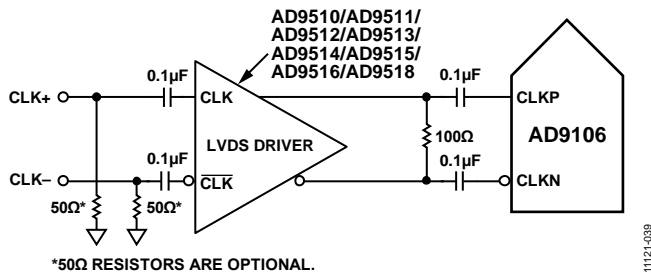 AD9510/AD9511/
AD9512/AD9513/
AD9514/AD9515/
AD9516/AD9518
0.1µF
0.1µF
CLK+
CLK
CLKP
LVDS DRIVER
100Ω
AD9106
0.1µF
0.1µF
CLK–
CLK
CLKN
50Ω*
50Ω*
*50Ω RESISTORS ARE OPTIONAL.
11121-039